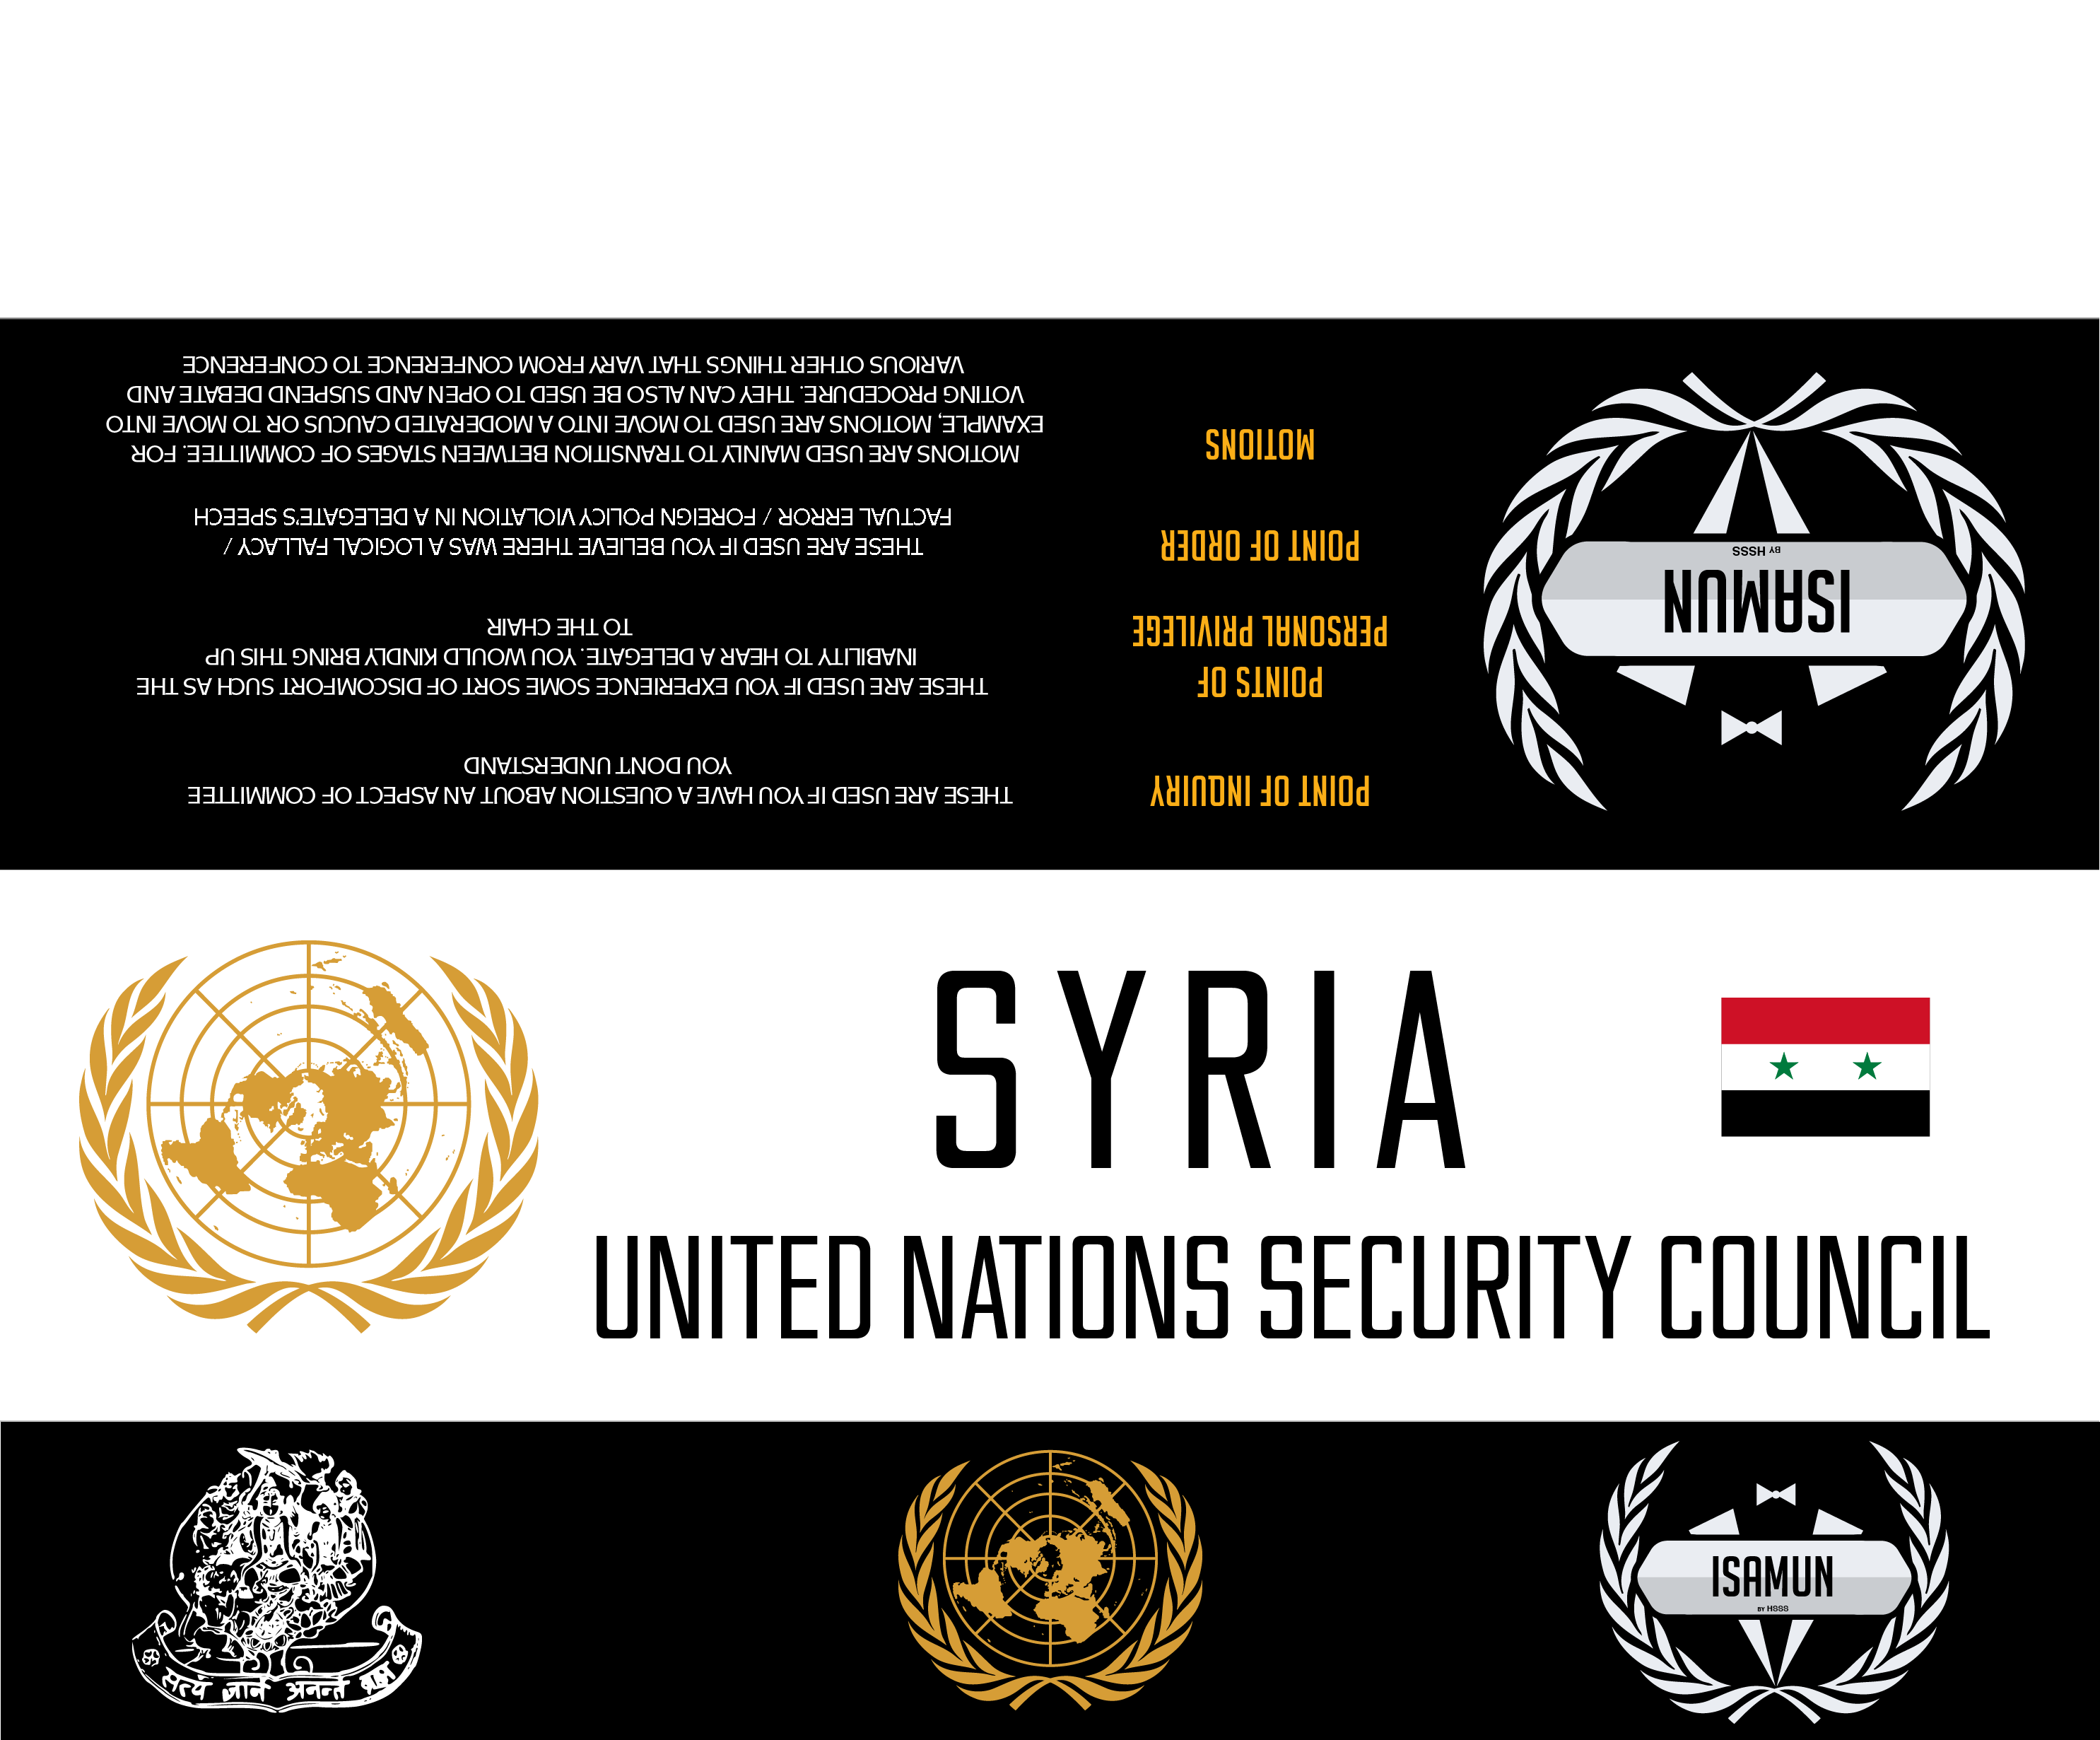 ISAMUN
BY HSSS
POINT OF INQUIRY
THESE ARE USED IF YOU HAVE A QUESTION ABOUT AN ASPECT OF COMMITTEE
YOU DON'T UNDERSTAND
POINTS OF
PERSONAL PRIVILEGE
THESE ARE USED IF YOU EXPERIENCE SOME SORT OF DISCOMFORT SUCH AS THE
INABILITY TO HEAR A DELEGATE. YOU WOULD KINDLY BRING THIS UP
TO THE CHAIR
POINT OF ORDER
THESE ARE USED IF YOU BELIEVE THERE WAS A LOGICAL FALLACY /
FACTUAL ERROR / FOREIGN POLICY VIOLATION IN A DELEGATE'S SPEECH
MOTIONS
MOTIONS ARE USED MAINLY TO TRANSITION BETWEEN STAGES OF COMMITTEE. FOR
EXAMPLE, MOTIONS ARE USED TO MOVE INTO A MODERATED CAUCUS OR TO MOVE INTO
VOTING PROCEDURE. THEY CAN ALSO BE USED TO OPEN AND SUSPEND DEBATE AND
VARIOUS OTHER THINGS THAT VARY FROM CONFERENCE TO CONFERENCE
SYRIA
UNITED NATIONS SECURITY COUNCIL
सत्यं ज्ञानं अनन्तं ब्रह्म
ISAMUN
BY HSSS